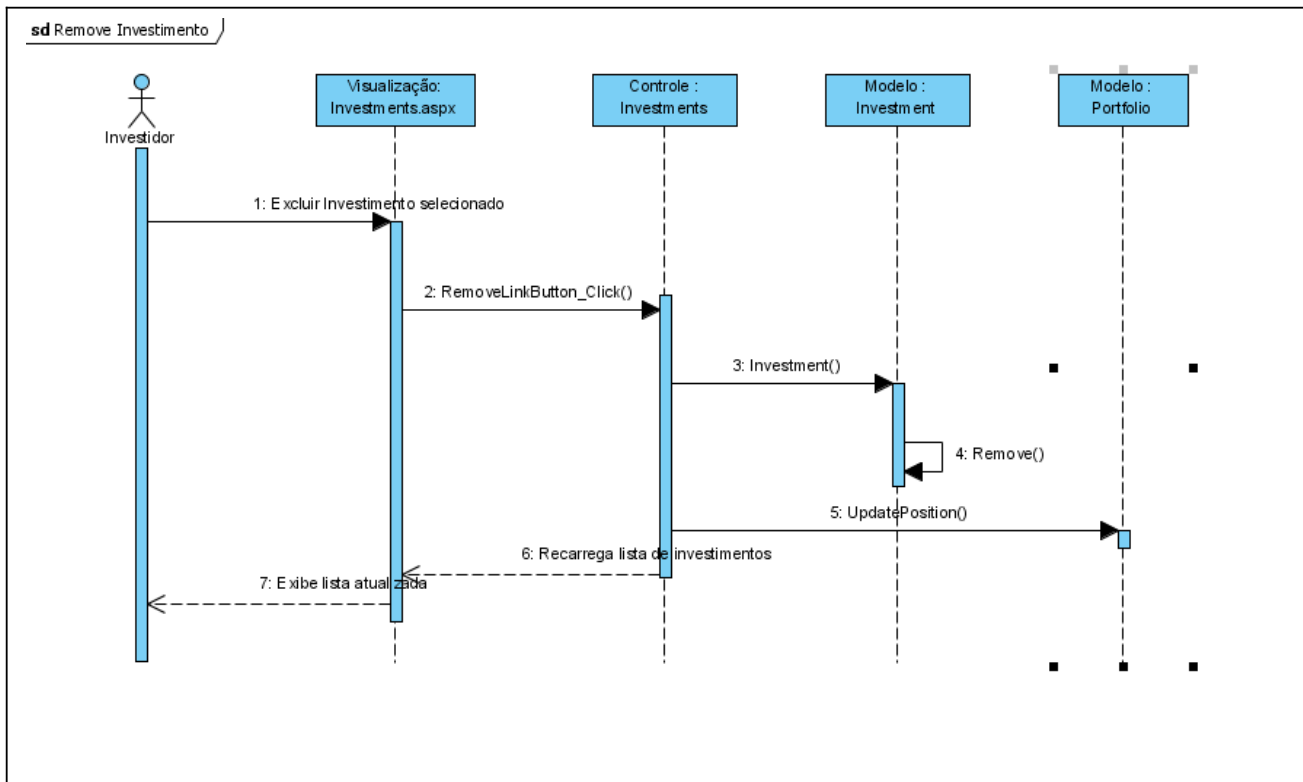 sd Remove Investimento
Investidor
Visualização:
Investments.aspx
Controle :
Investments
Modelo :
Investment
Modelo :
Portfolio
1: Excluir Investimento selecionado
2: RemoveLinkButton_Click()
3: Investment()
4: Remove()
5: UpdatePosition()
6: Recarrega lista de investimentos
7: Exibe lista atualizada